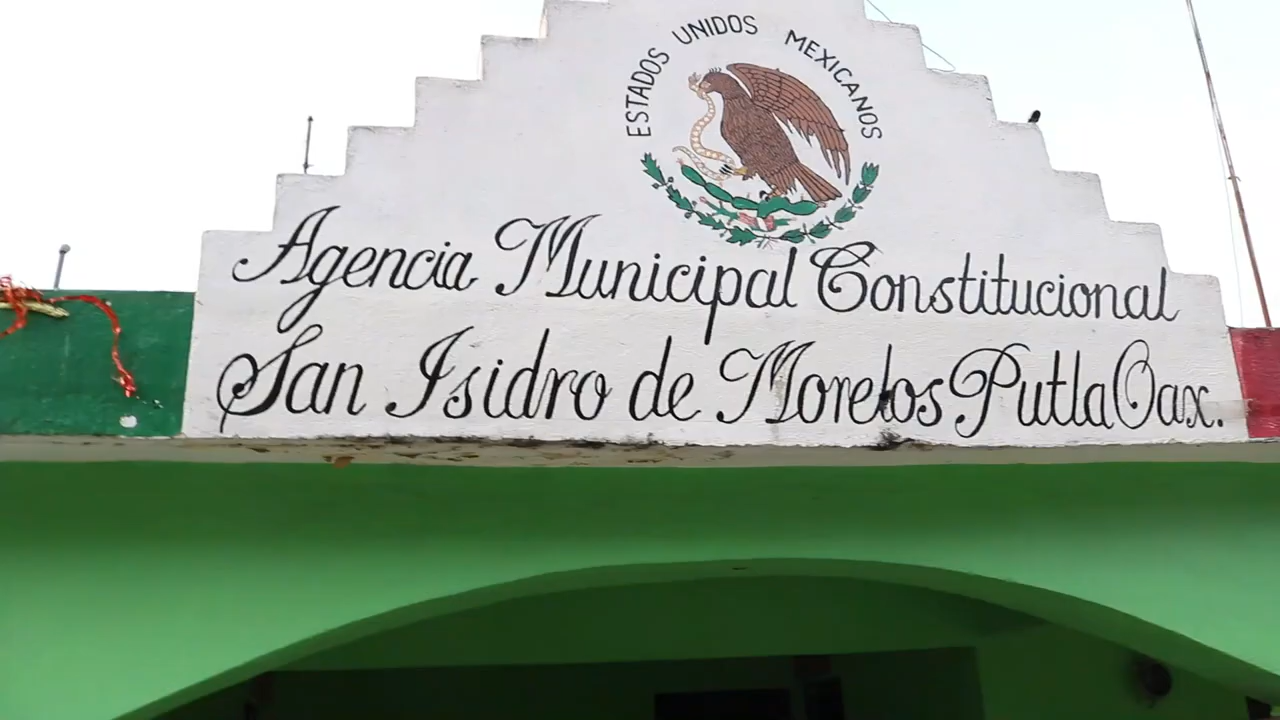 ESTADOS UNIDOS MEXICANOS
Agencia Municipal Constitucional
San Isidro de Morelos Putla Oax.